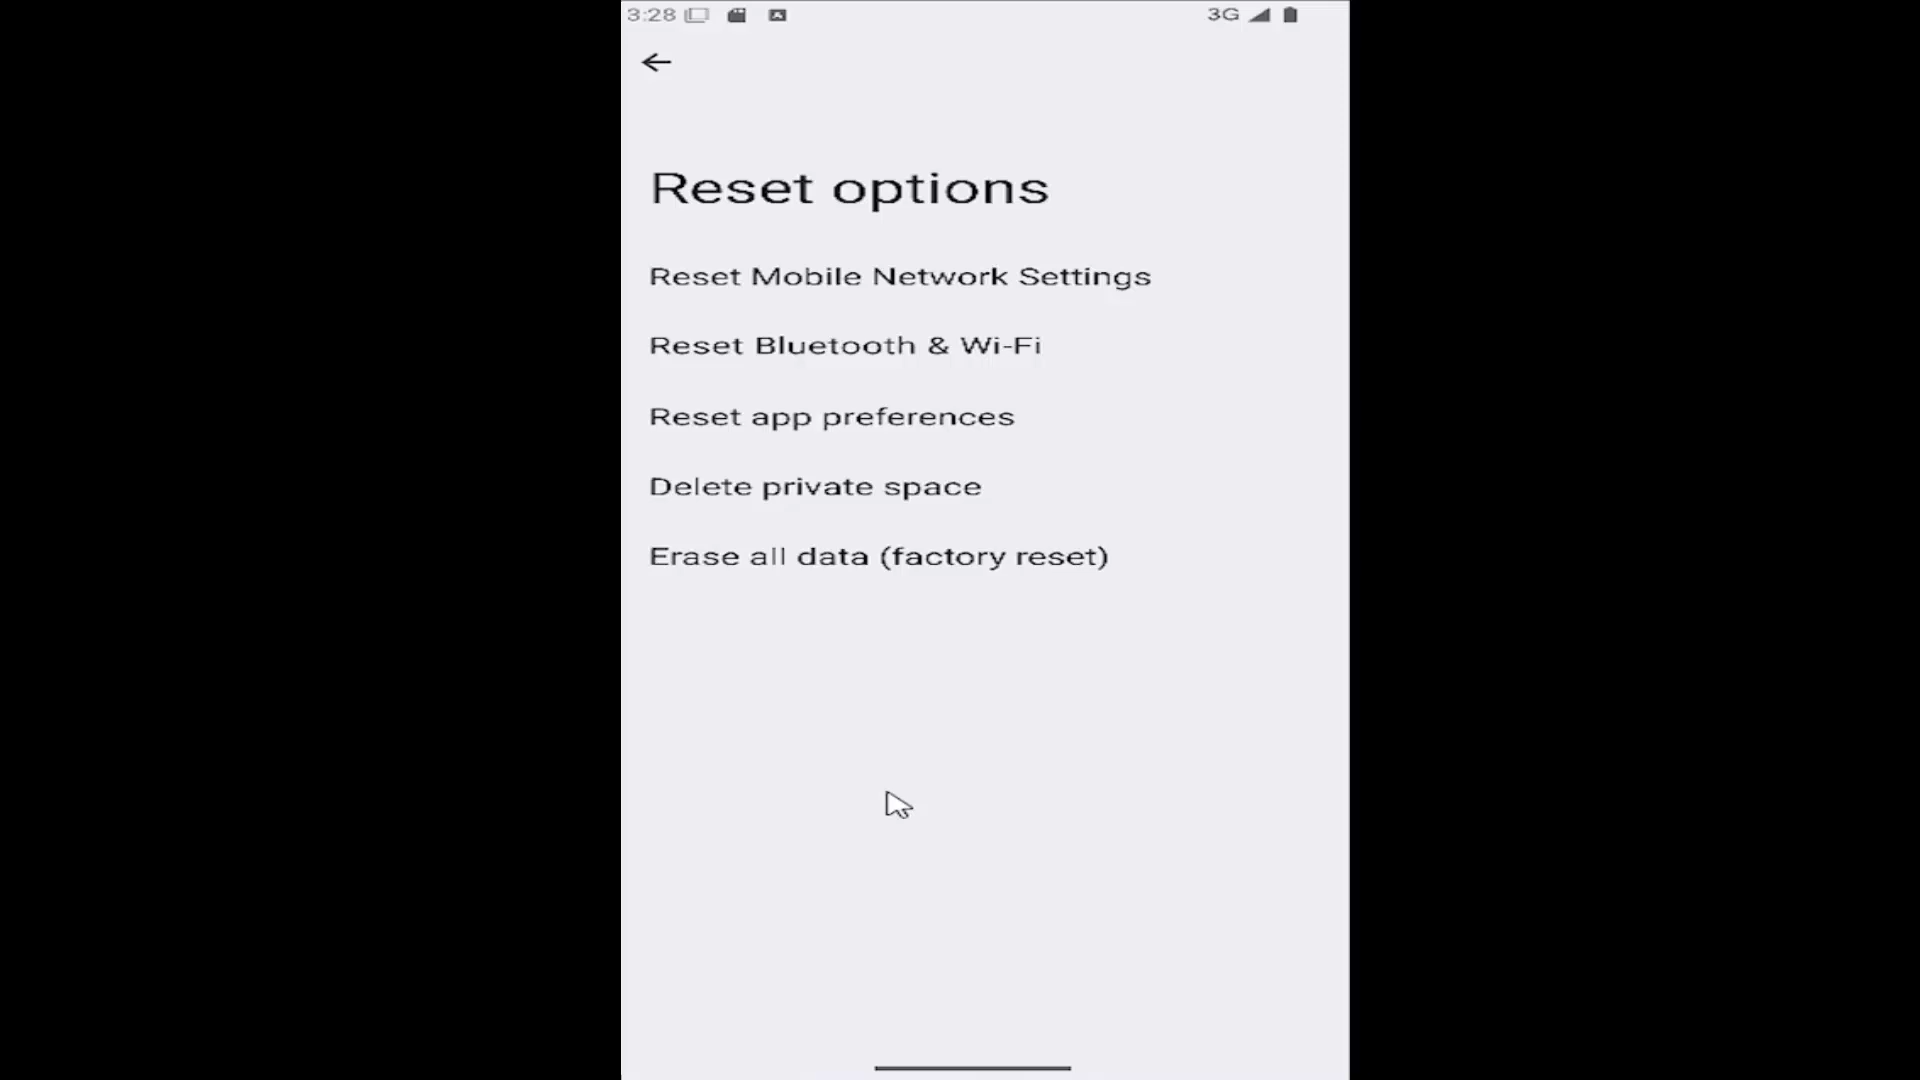 3:28
3G
Reset options
Reset Mobile Network Settings
Reset Bluetooth & Wi-Fi
Reset app preferences
Delete private space
Erase all data (factory reset)